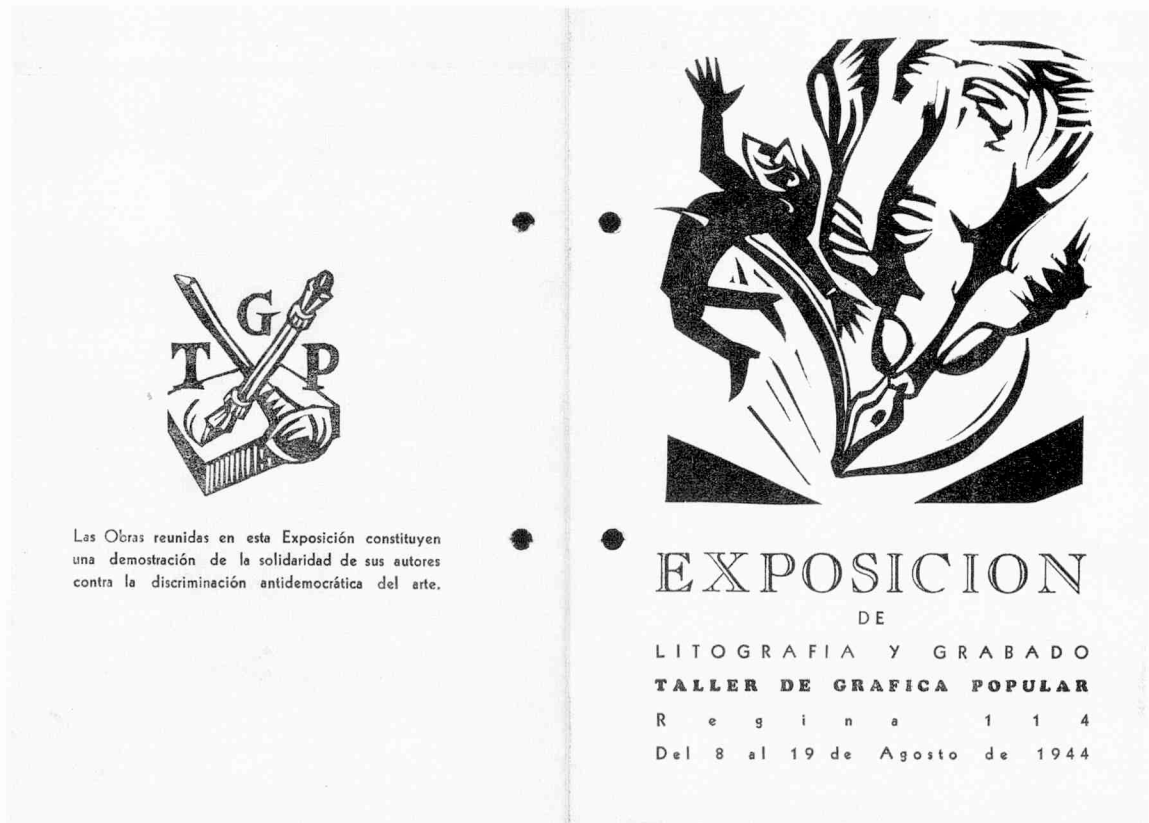 T G P
Las Obras reunidas en esta Exposición constituyen
una demostración de la solidaridad de sus autores
contra la discriminación antidemocrática del arte.
EXPOSICION
DE
LITOGRAFIA Y GRABADO
TALLER DE GRAFICA POPULAR
Regina 114
Del 8 al 19 de Agosto de 1944